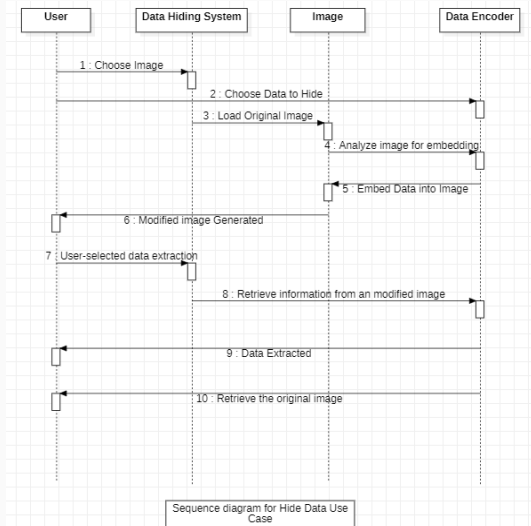 User
Data Hiding System
Image
Data Encoder
1 : Choose Image
2 : Choose Data to Hide
3 : Load Original Image
4 : Analyze image for embedding
5 : Embed Data into Image
6 : Modified image Generated
7 : User-selected data extraction
8 : Retrieve information from an modified image
9 : Data Extracted
10 : Retrieve the original image
Sequence diagram for Hide Data Use
Case